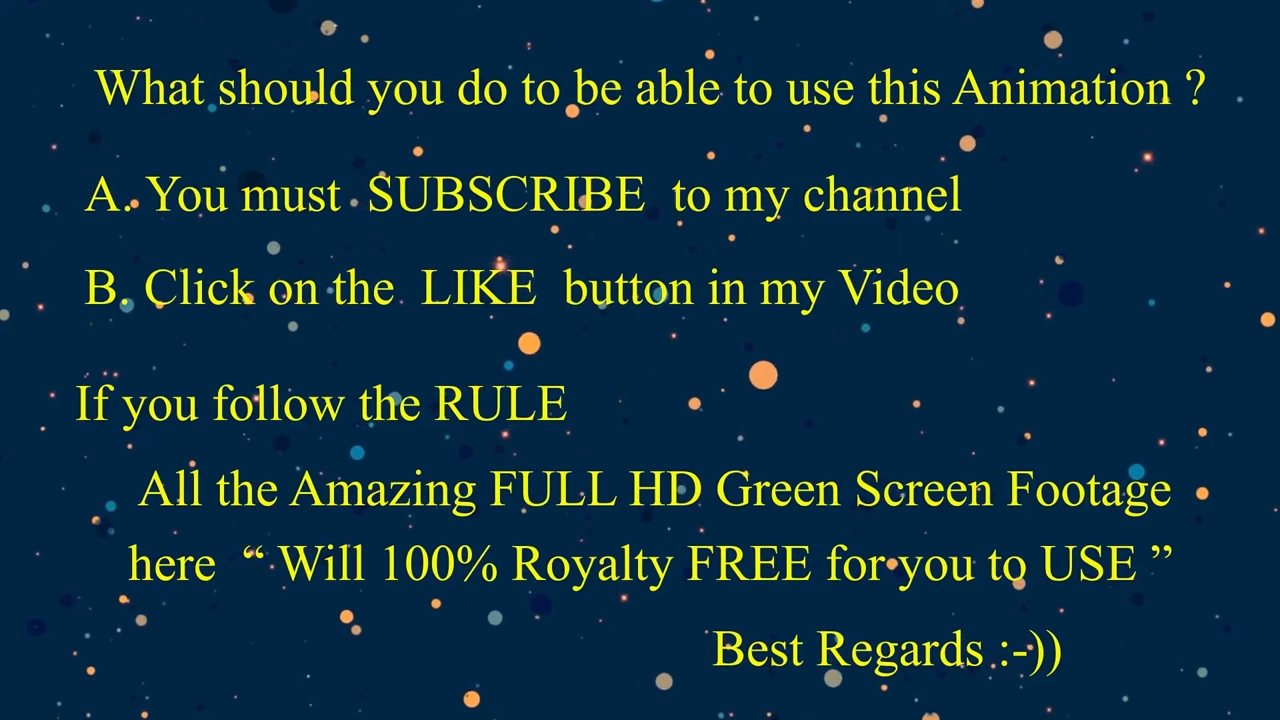 What should you do to be able to use this Animation ?
A. You must SUBSCRIBE to my channel
B. Click on the LIKE button in my Video
If you follow the RULE
All the Amazing FULL HD Green Screen Footage
here “ Will 100% Royalty FREE for you to USE ”
Best Regards :-))